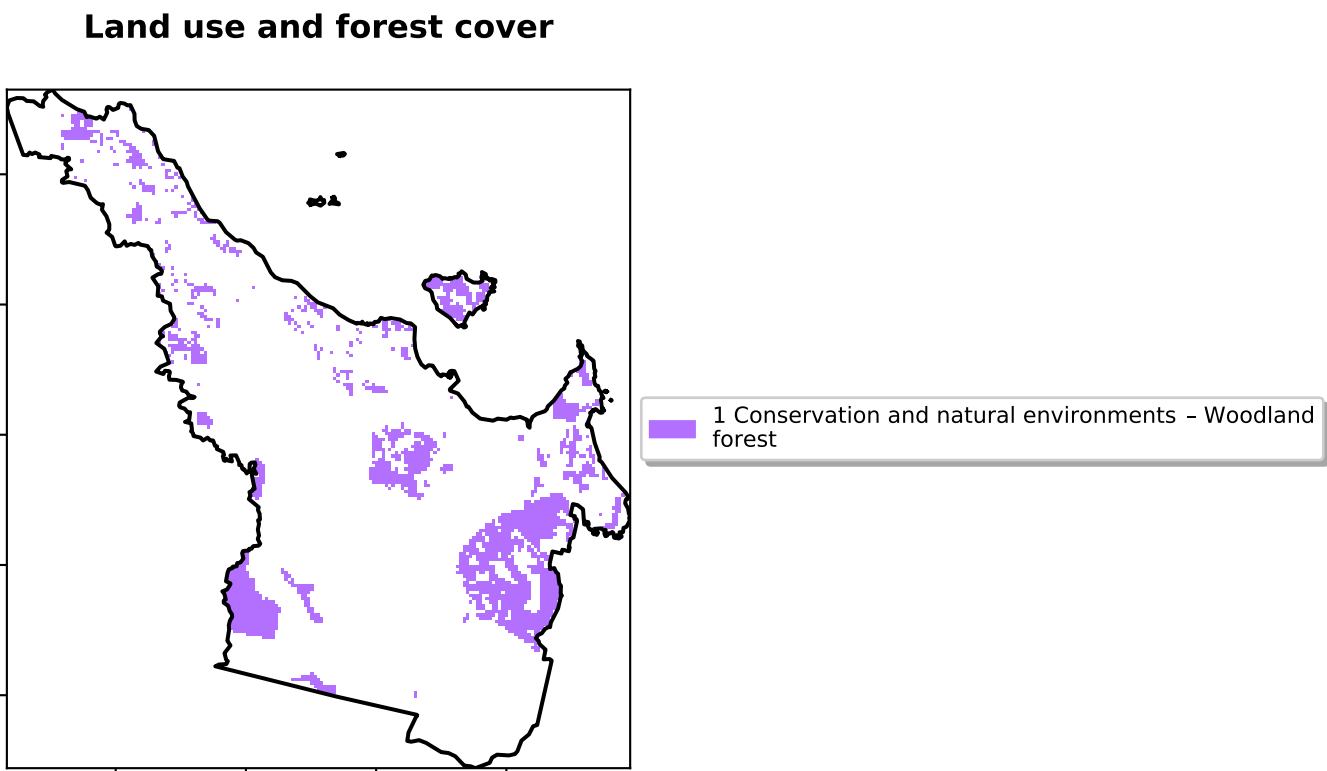 Land use and forest cover
1 Conservation and natural environments – Woodland
forest